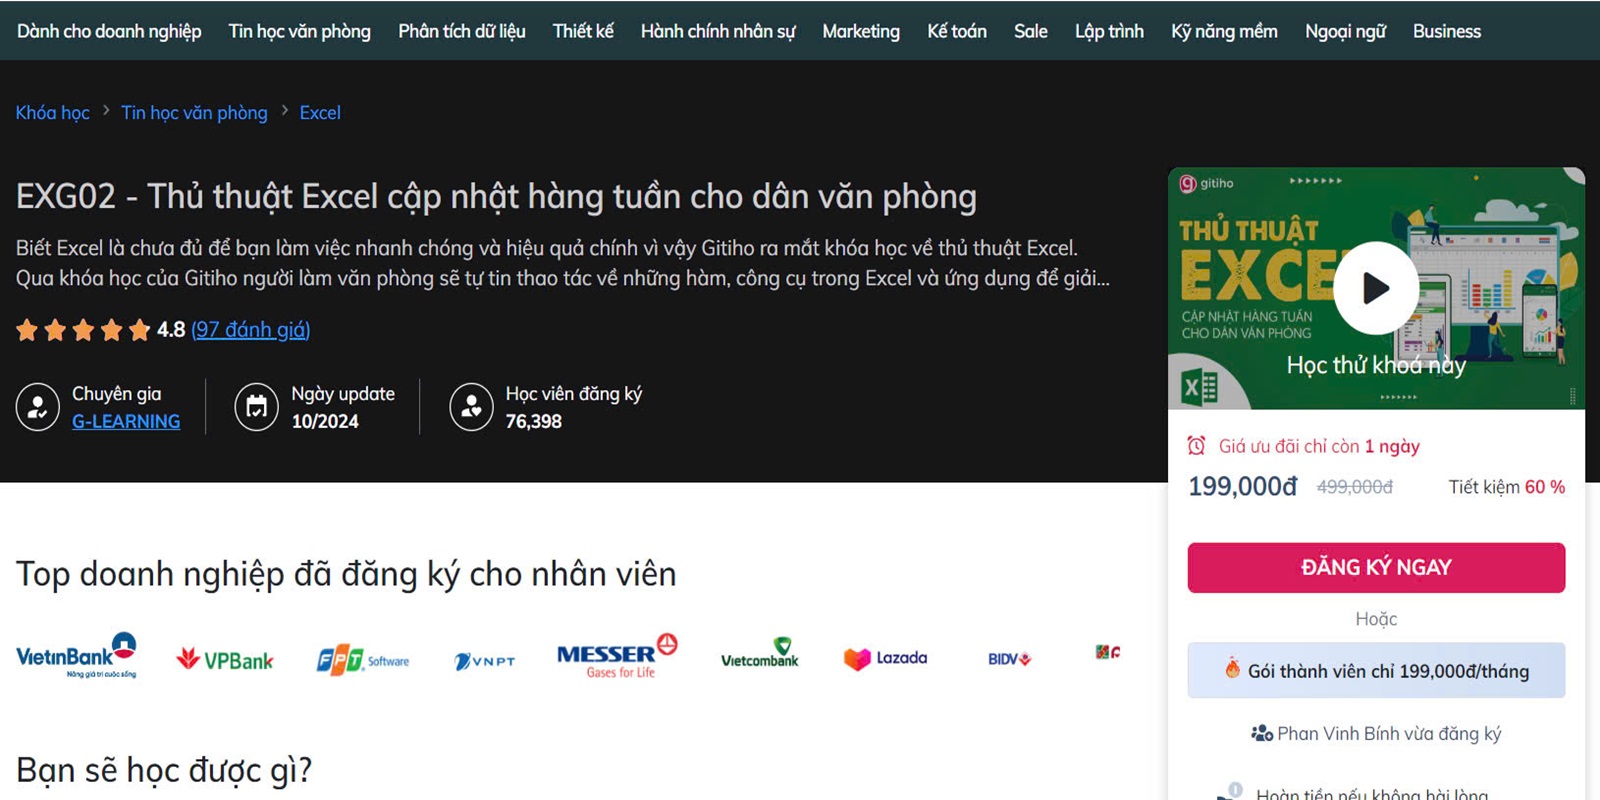 Dành cho doanh nghiệp Tin học văn phòng Phân tích dữ liệu Thiết kế Hành chính nhân sự Marketing Kế toán Sale Lập trình Kỹ năng mềm Ngoại ngữ Business
Khóa học > Tin học văn phòng > Excel
EXG02 - Thủ thuật Excel cập nhật hàng tuần cho dân văn phòng
Biết Excel là chưa đủ để bạn làm việc nhanh chóng và hiệu quả chính vì vậy Gitiho ra mắt khóa học về thủ thuật Excel.
Qua khóa học của Gitiho người làm văn phòng sẽ tự tin thao tác về những hàm, công cụ trong Excel và ứng dụng để giải...
4.8 (97 đánh giá)
Chuyên gia
G-LEARNING
Ngày update
10/2024
Học viên đăng ký
76,398
gitiho
THỦ THUẬT
EXCE
CẬP NHẬT HÀNG TUẦN
CHO DÂN VĂN PHÒNG
Học thử khoá này
X
Giá ưu đãi chỉ còn 1 ngày
199,000đ 499,000đ Tiết kiệm 60 %
ĐĂNG KÝ NGAY
Hoặc
Gói thành viên chỉ 199,000đ/tháng
Phan Vinh Bính vừa đăng ký
Hoàn tiền nếu không hài lòng
Top doanh nghiệp đã đăng ký cho nhân viên
VietinBank
Nâng giá trị cuộc sống
VPBank
FPT Software
VNPT
MESSER
Gases for Life
Vietcombank
Lazada
BIDV
Bạn sẽ học được gì?